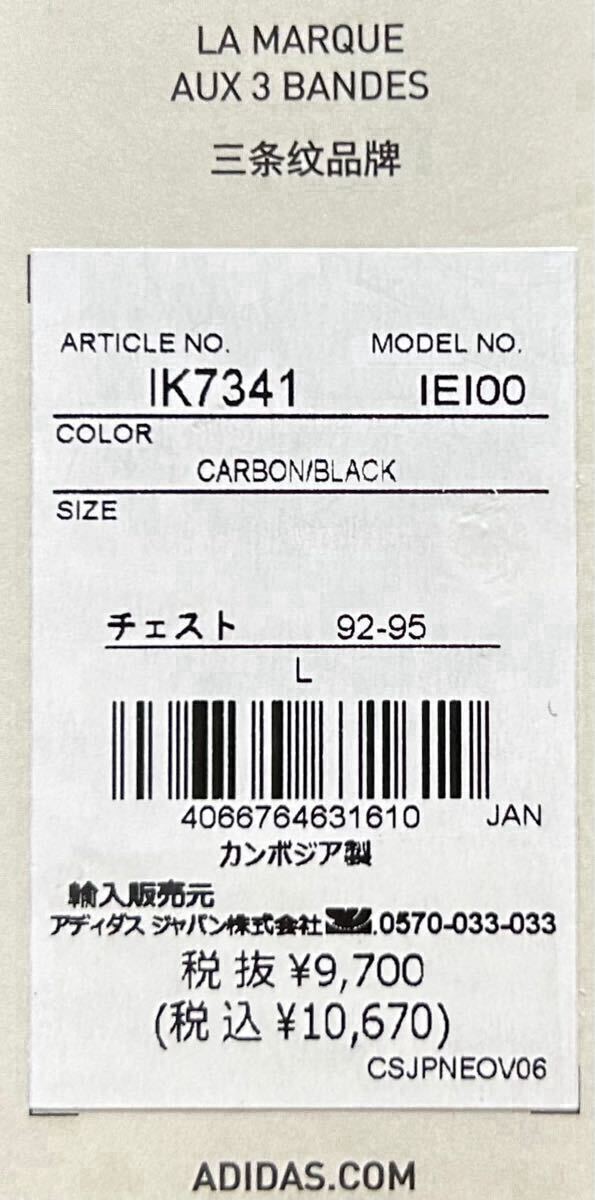 LA MARQUE
AUX 3 BANDES
三条纹品牌
ARTICLE NO. MODEL NO.
IK7341 IEI00
COLOR
CARBON/BLACK
SIZE
チェスト 92-95
L
4066764631610 JAN
カンボジア製
輸入販売元
アディダス ジャパン株式会社 .0570-033-033
税抜 ¥9,700
(税込 ¥10,670)
CSJPNEOV06
ADIDAS.COM